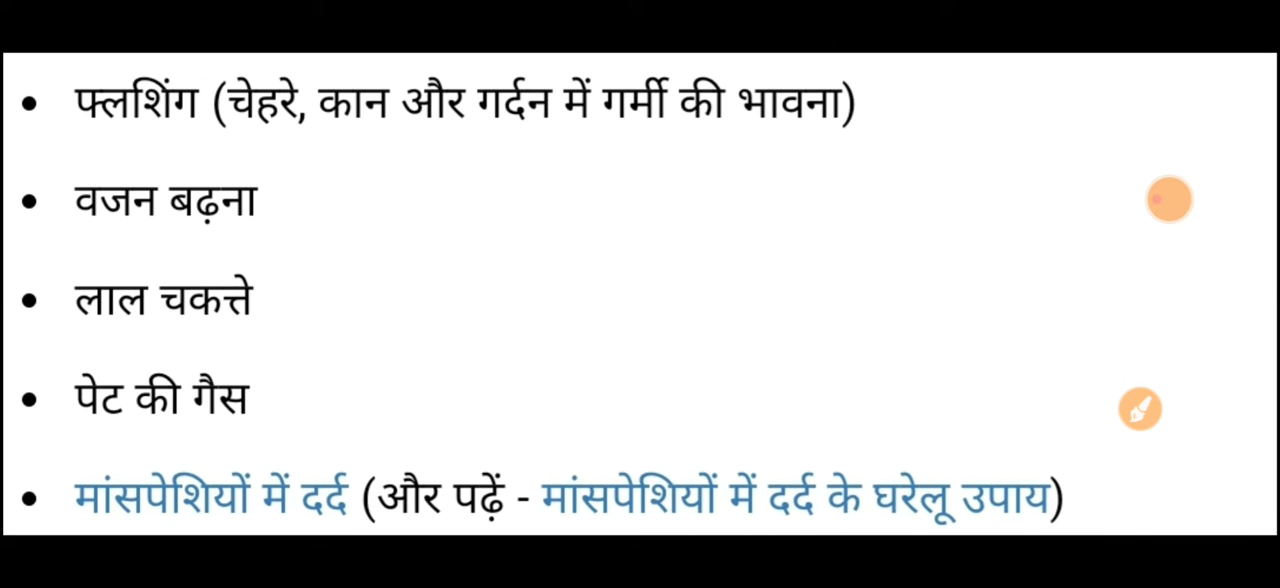 • फ्लशिंग (चेहरे, कान और गर्दन में गर्मी की भावना)
• वजन बढ़ना
• लाल चकत्ते
• पेट की गैस
• मांसपेशियों में दर्द (और पढ़ें - मांसपेशियों में दर्द के घरेलू उपाय)